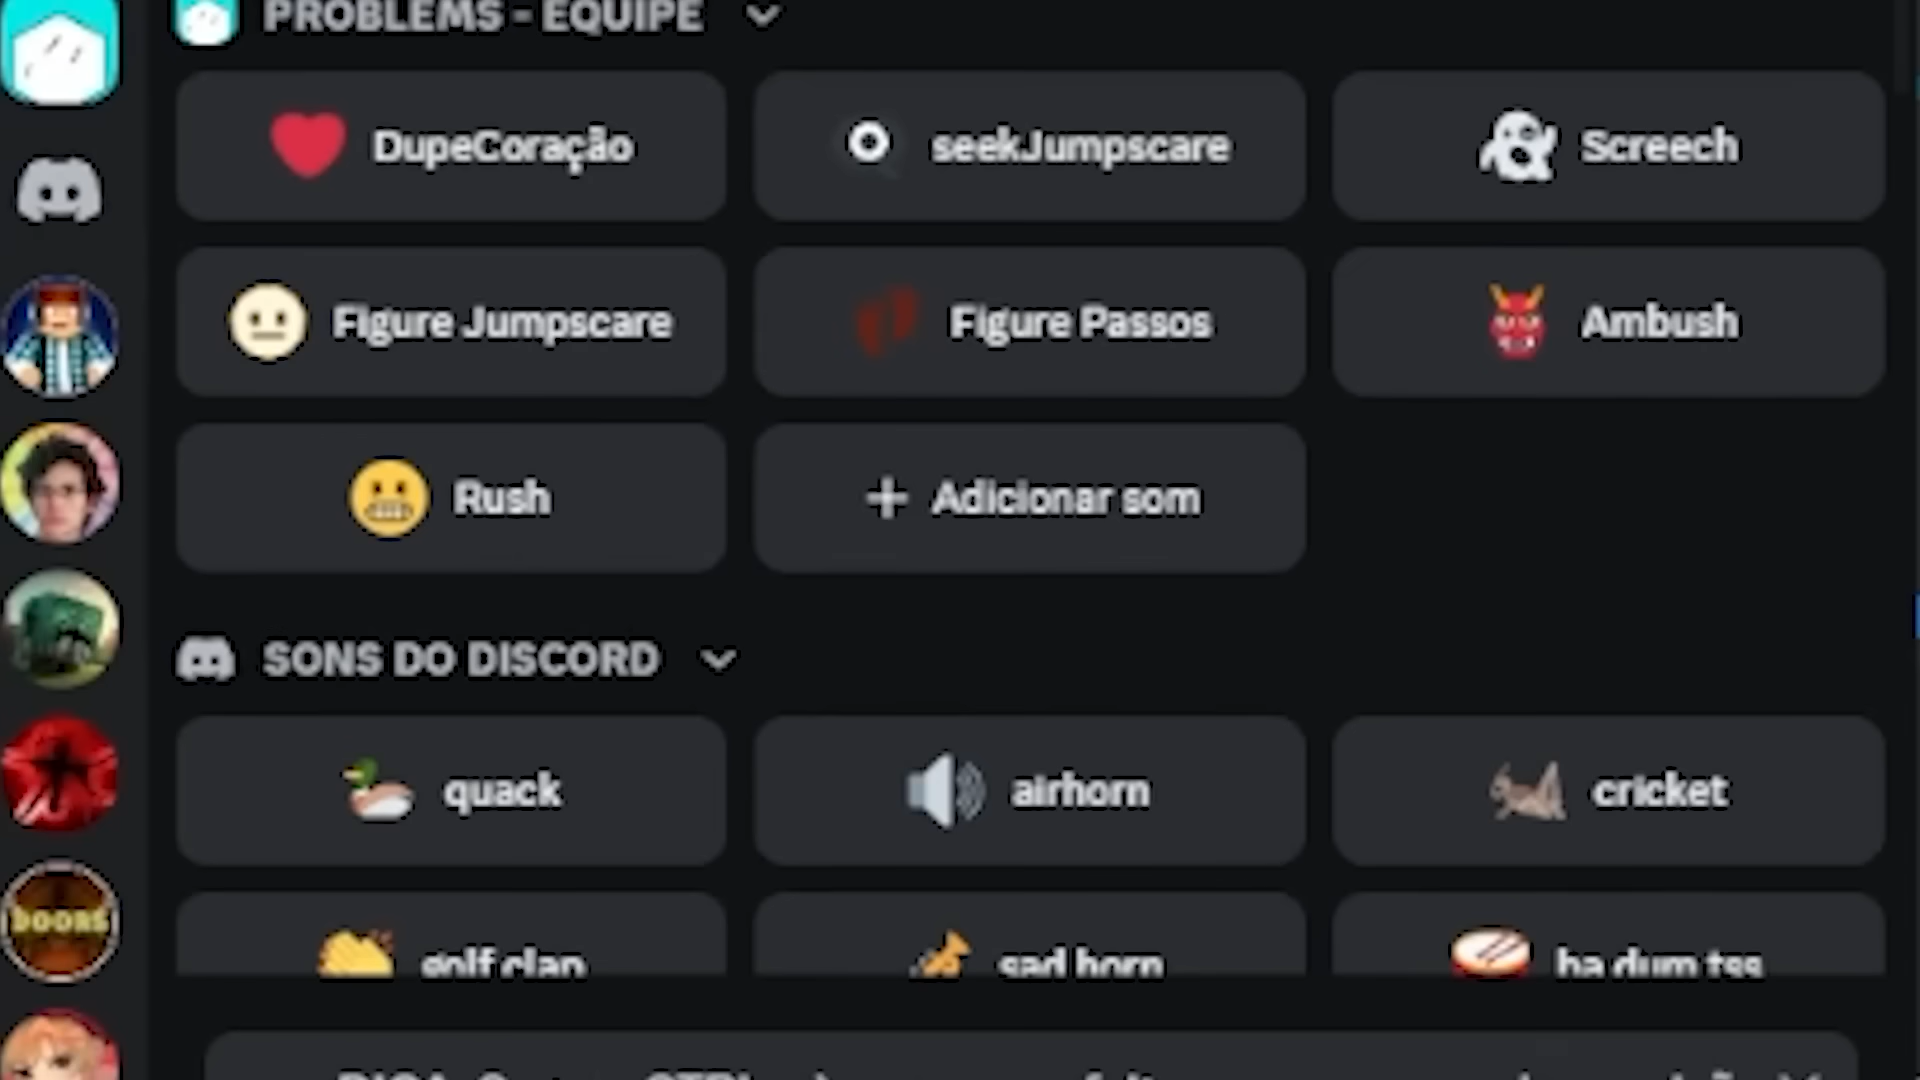 PROBLEMS - EQUIPE
DupeCoração
seekJumpscare
Screech
Figure Jumpscare
Figure Passos
Ambush
Rush
+ Adicionar som
SONS DO DISCORD
quack
airhorn
cricket
DOORS
golf clap
sad horn
ba dum tss